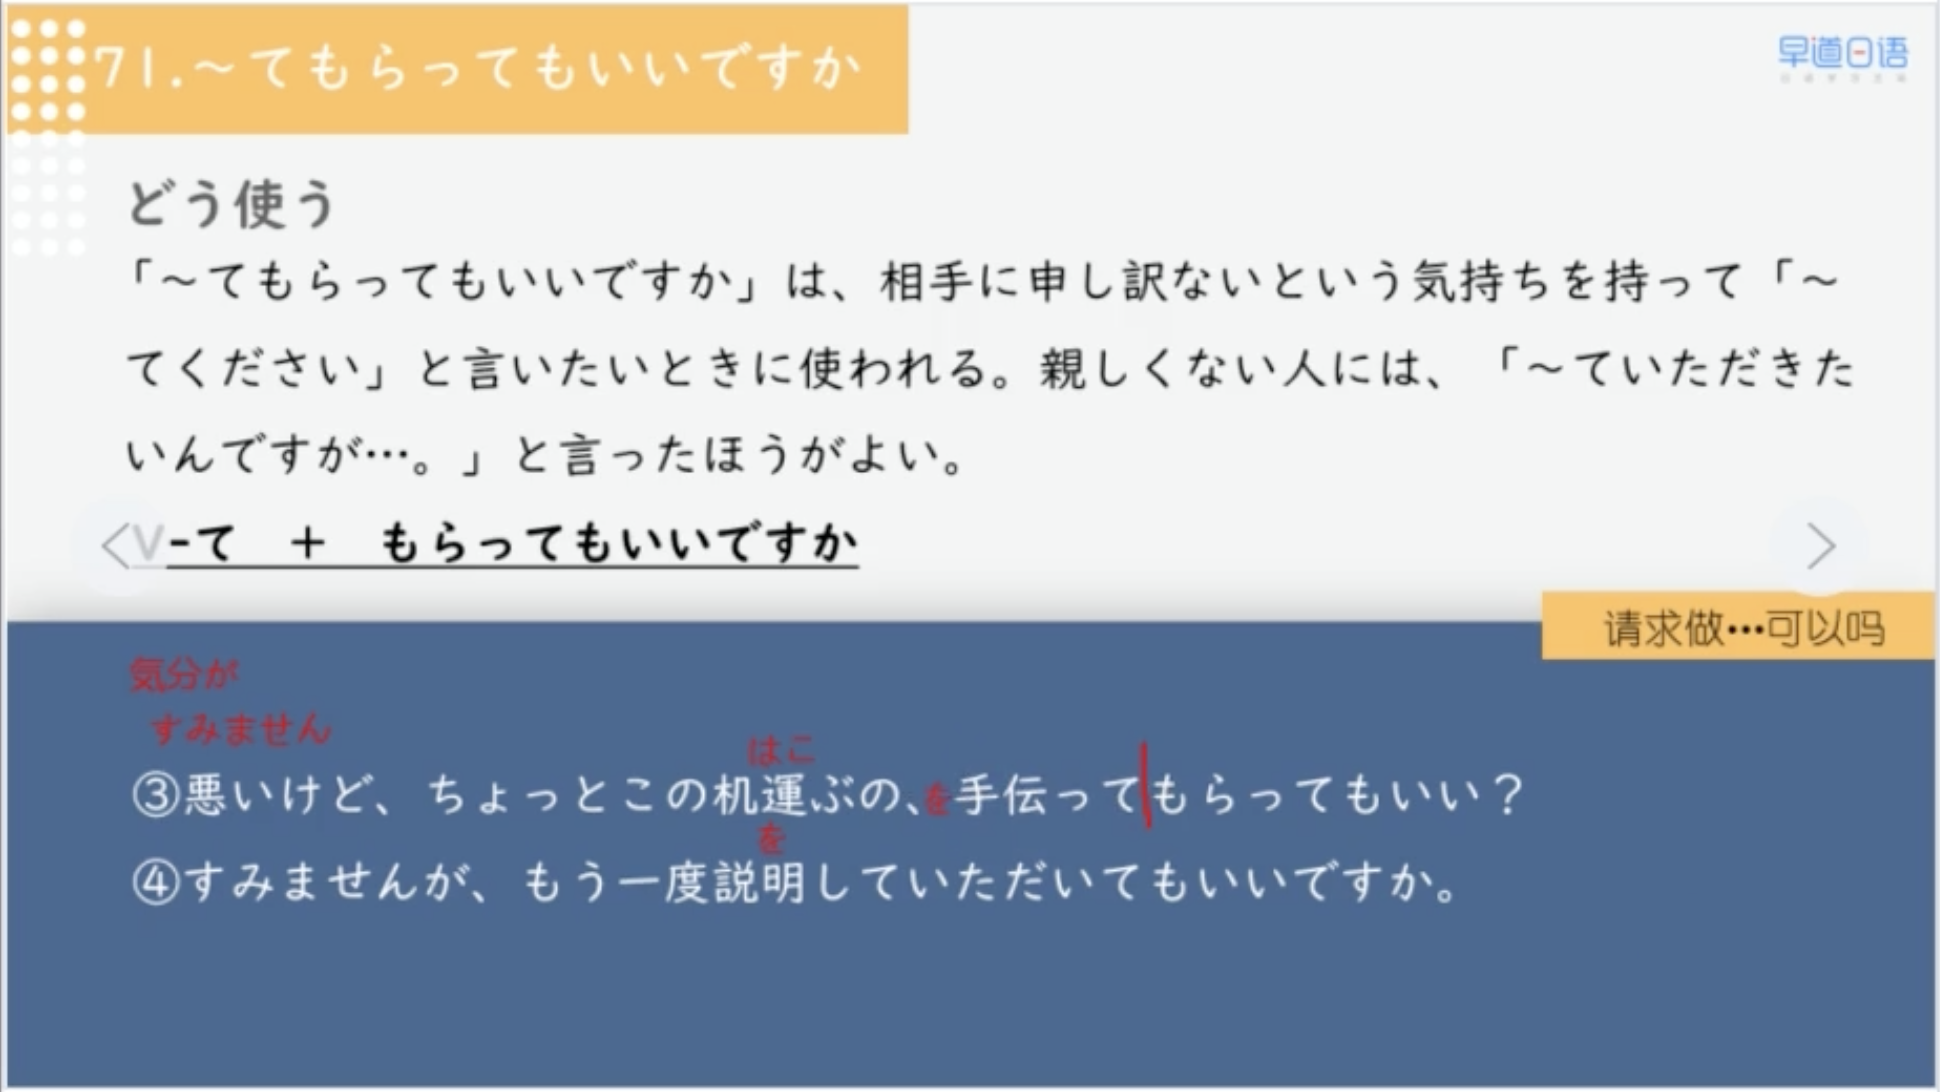 71.～てもらってもいいですか
早道日语
どう使う
「～てもらってもいいですか」は、相手に申し訳ないという気持ちを持って「～
てください」と言いたいときに使われる。親しくない人には、「～ていただきた
いんですが…。」と言ったほうがよい。
V-て　＋　もらってもいいですか
请求做…可以吗
気分が
すみません
はこ
③悪いけど、ちょっとこの机運ぶの、を手伝ってもらってもいい？
を
④すみませんが、もう一度説明していただいてもいいですか。